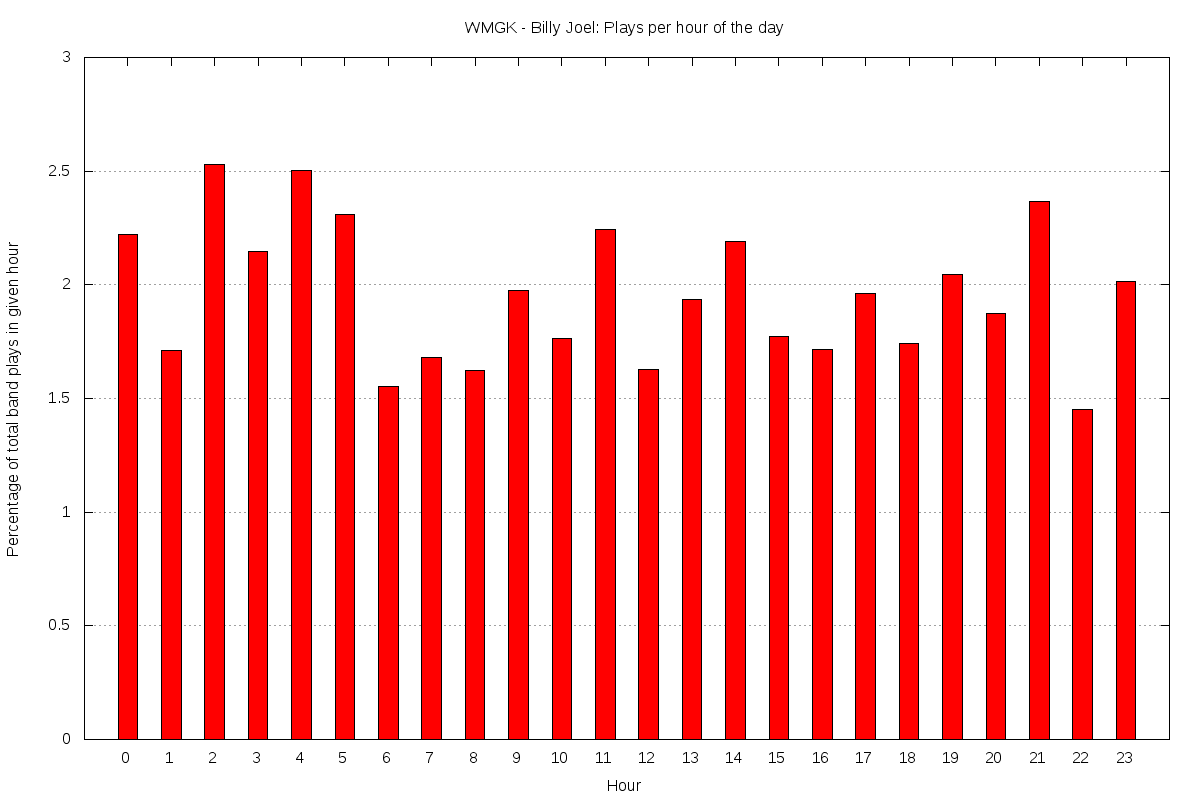 WMGK - Billy Joel: Plays per hour of the day
Percentage of total band plays in given hour
3
2.5
2
1.5
1
0.5
0
0 1 2 3 4 5 6 7 8 9 10 11 12 13 14 15 16 17 18 19 20 21 22 23
Hour